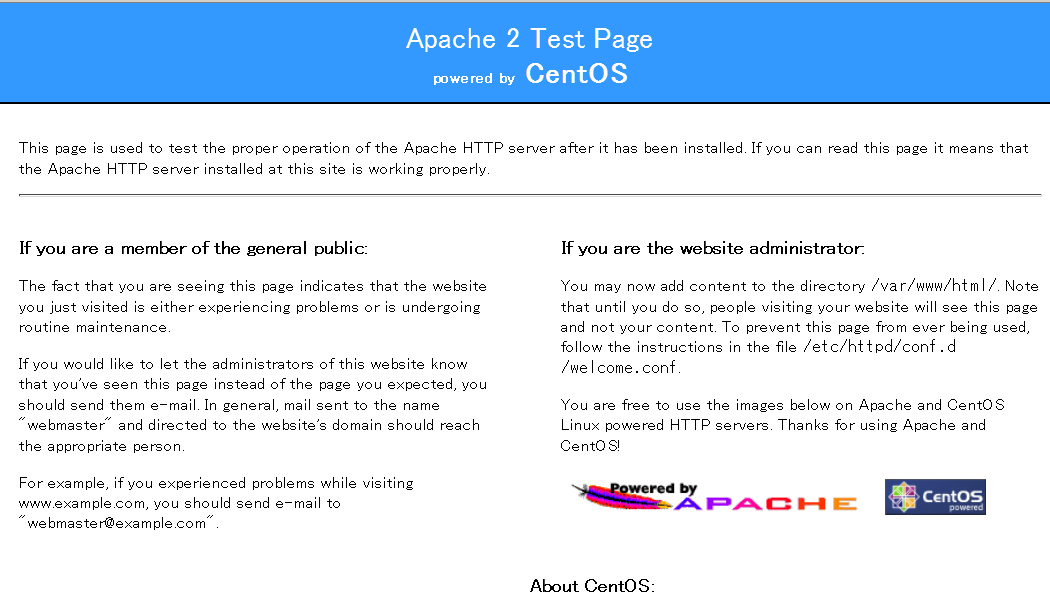 Apache 2 Test Page
powered by CentOS
This page is used to test the proper operation of the Apache HTTP server after it has been installed. If you can read this page it means that
the Apache HTTP server installed at this site is working properly.
If you are a member of the general public:
The fact that you are seeing this page indicates that the website
you just visited is either experiencing problems or is undergoing
routine maintenance.
If you would like to let the administrators of this website know
that you've seen this page instead of the page you expected, you
should send them e-mail. In general, mail sent to the name
"webmaster" and directed to the website's domain should reach
the appropriate person.
For example, if you experienced problems while visiting
www.example.com, you should send e-mail to
"webmaster@example.com".
If you are the website administrator:
You may now add content to the directory /var/www/html/. Note
that until you do so, people visiting your website will see this page
and not your content. To prevent this page from ever being used,
follow the instructions in the file /etc/httpd/conf.d
/welcome.conf.
You are free to use the images below on Apache and CentOS
Linux powered HTTP servers. Thanks for using Apache and
CentOS!
Powered by
APACHE
CentOS
powered
About CentOS: